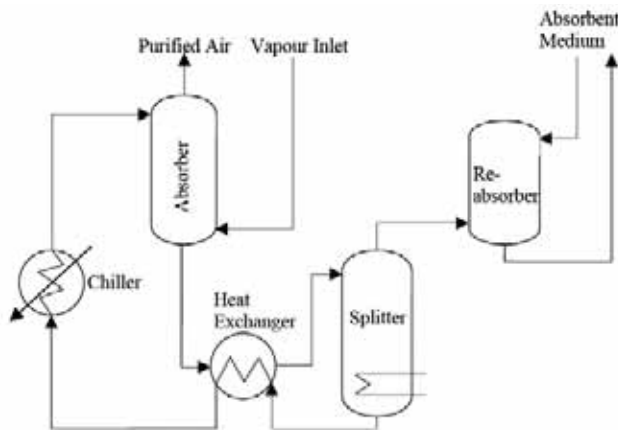 Purified Air
Vapour Inlet
Absorbent
Medium
Absorber
Re-
absorber
Chiller
Heat
Exchanger
Splitter